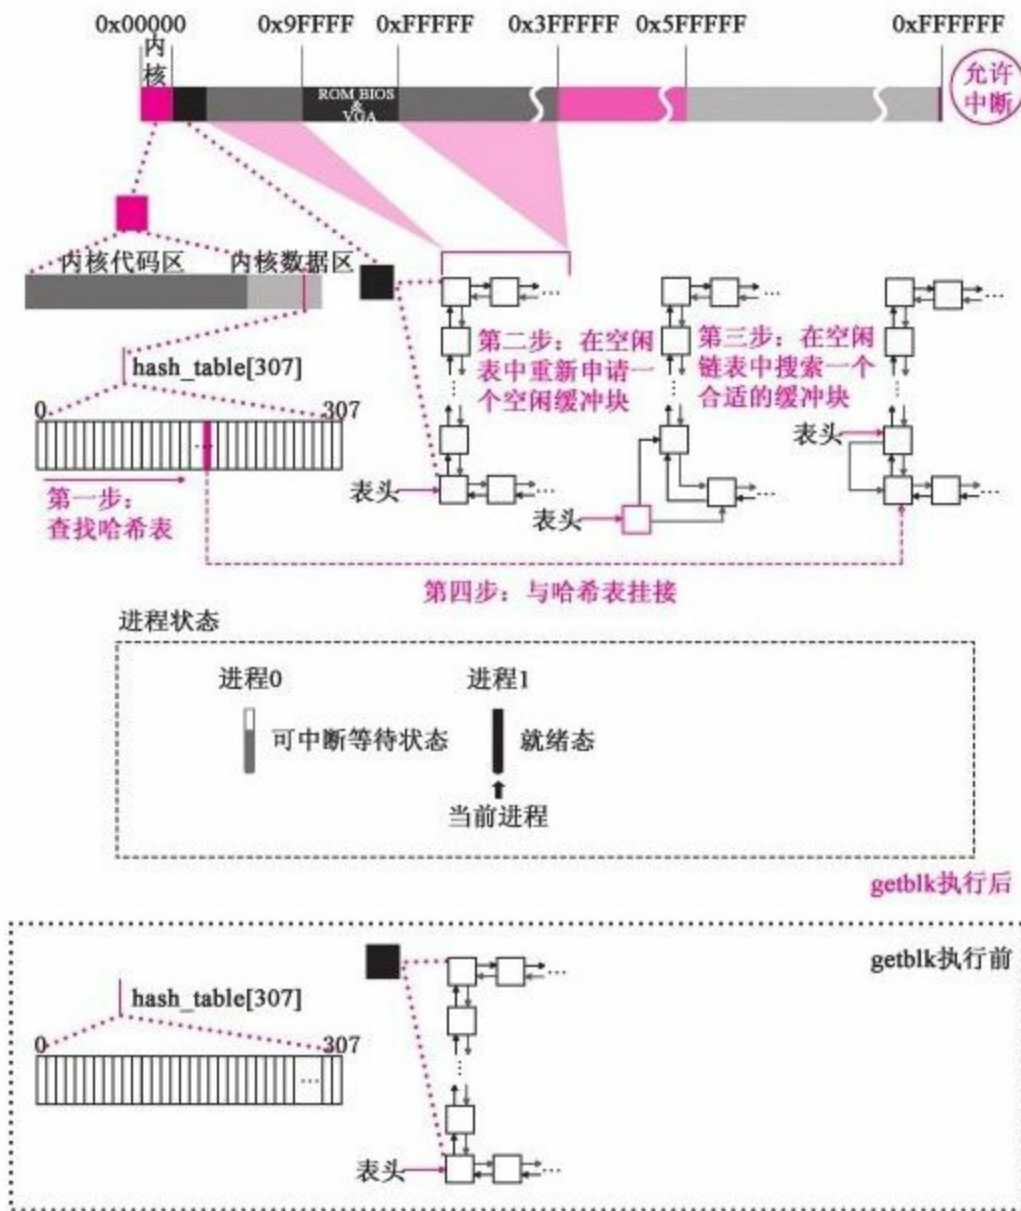 0x00000 0x9FFFF 0xFFFFF 0x3FFFFF 0x5FFFFF 0xFFFFFF
内
核
ROM BIOS
&
VGA
允许
中断
内核代码区 内核数据区
hash_table[307]
0 307
...
第一步:
查找哈希表
...
第二步:在空闲
表中重新申请一
个空闲缓冲块
...
表头
...
...
第三步:在空闲
链表中搜索一个
合适的缓冲块
...
表头
...
...
...
表头
...
第四步:与哈希表挂接
进程状态
进程0 进程1
可中断等待状态 就绪态
当前进程
getblk执行后
getblk执行前
hash_table[307]
0 307
...
...
...
表头
...